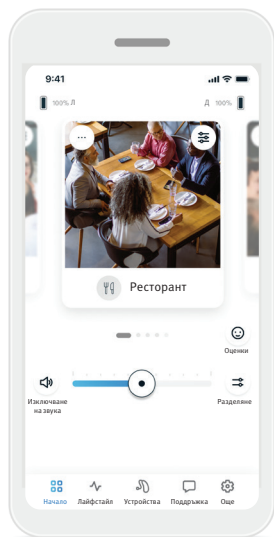 9:41
100% Л
Д 100%
Ресторант
Оценки
Изключване
на звука
Разделяне
Начало
Лайфстайл
Устройства
Поддръжка
Още